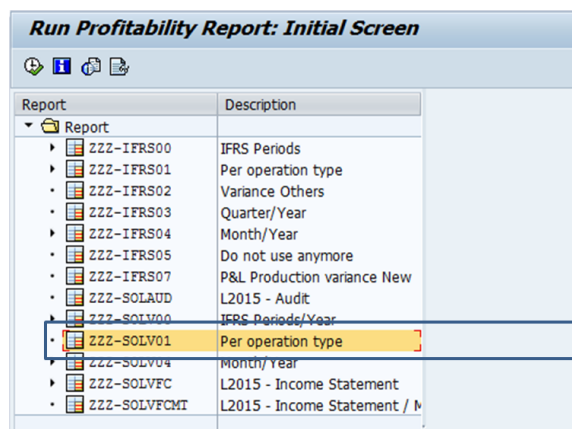 Run Profitability Report: Initial Screen
Report Description
Report
ZZZ-IFRS00 IFRS Periods
ZZZ-IFRS01 Per operation type
ZZZ-IFRS02 Variance Others
ZZZ-IFRS03 Quarter/Year
ZZZ-IFRS04 Month/Year
ZZZ-IFRS05 Do not use anymore
ZZZ-IFRS07 P&L Production variance New
ZZZ-SOLAUD L2015 - Audit
ZZZ-SOLV00 IFRS Periods/Year
ZZZ-SOLV01 Per operation type
ZZZ-SOLV04 Month/Year
ZZZ-SOLVFC L2015 - Income Statement
ZZZ-SOLVFCMT L2015 - Income Statement / M